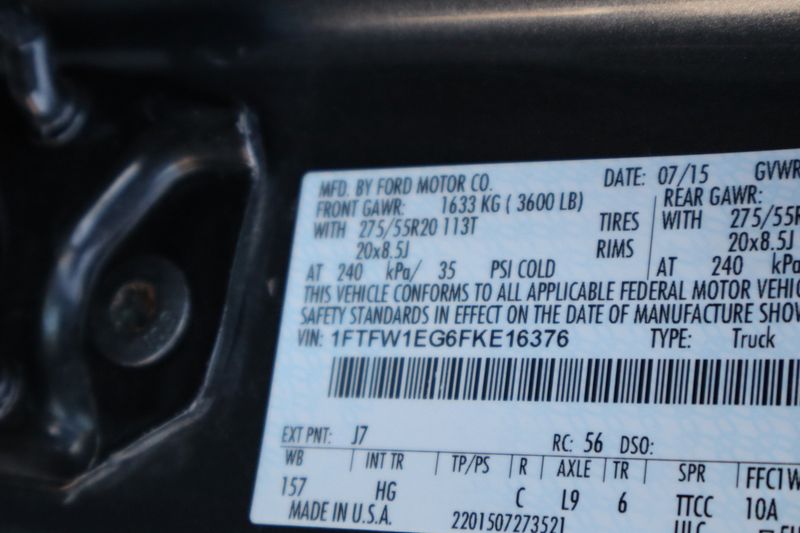 MFD. BY FORD MOTOR CO. DATE: 07/15 GVWR
FRONT GAWR: 1633 KG ( 3600 LB) REAR GAWR:
WITH 275/55R20 113T TIRES WITH 275/55R
20x8.5J RIMS 20x8.5J
AT 240 kPa/ 35 PSI COLD AT 240 kPa/
THIS VEHICLE CONFORMS TO ALL APPLICABLE FEDERAL MOTOR VEHIC
SAFETY STANDARDS IN EFFECT ON THE DATE OF MANUFACTURE SHOW
VIN: 1FTFW1EG6FKE16376 TYPE: Truck
EXT PNT: J7 RC: 56 DSO:
WB INT TR TP/PS R AXLE TR SPR FFC1W
157 HG C L9 6 TTCC 10A
MADE IN U.S.A. 2201507273521 ULC